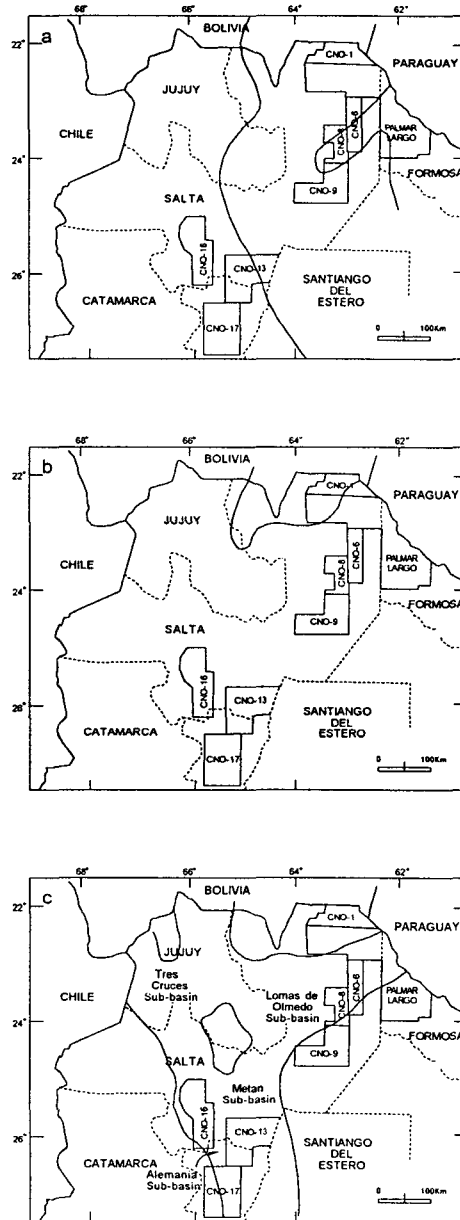 a
68° 66° 64° 62°
BOLIVIA
22°
CNO-1
PARAGUAY
JUJUY
CHILE
CNO-8
CNO-6
PALMAR
LARGO
24°
FORMOSA
SALTA
CNO-9
CNO-16
26°
CNO-13
SANTIANGO
DEL
ESTERO
CATAMARCA
CNO-17
0 100Km
68° 66° 64° 62°
b
68° 66° 64° 62°
BOLIVIA
22°
CNO-1
PARAGUAY
JUJUY
CHILE
CNO-8
CNO-6
PALMAR
LARGO
24°
FORMOSA
SALTA
CNO-9
CNO-16
CNO-13
26°
SANTIANGO
DEL
ESTERO
CATAMARCA
CNO-17
0 100Km
c
68° 66° 64° 62°
BOLIVIA
22°
CNO-1
PARAGUAY
JUJUY
Tres
Cruces
Sub-basin
CHILE
Lomas de
Olmedo
Sub-basin
CNO-8
CNO-6
PALMAR
LARGO
24°
FORMOSA
SALTA
CNO-9
Metan
Sub-basin
CNO-16
CNO-13
26°
SANTIANGO
DEL
ESTERO
CATAMARCA
Alemania
Sub-basin
CNO-17
0 100Km